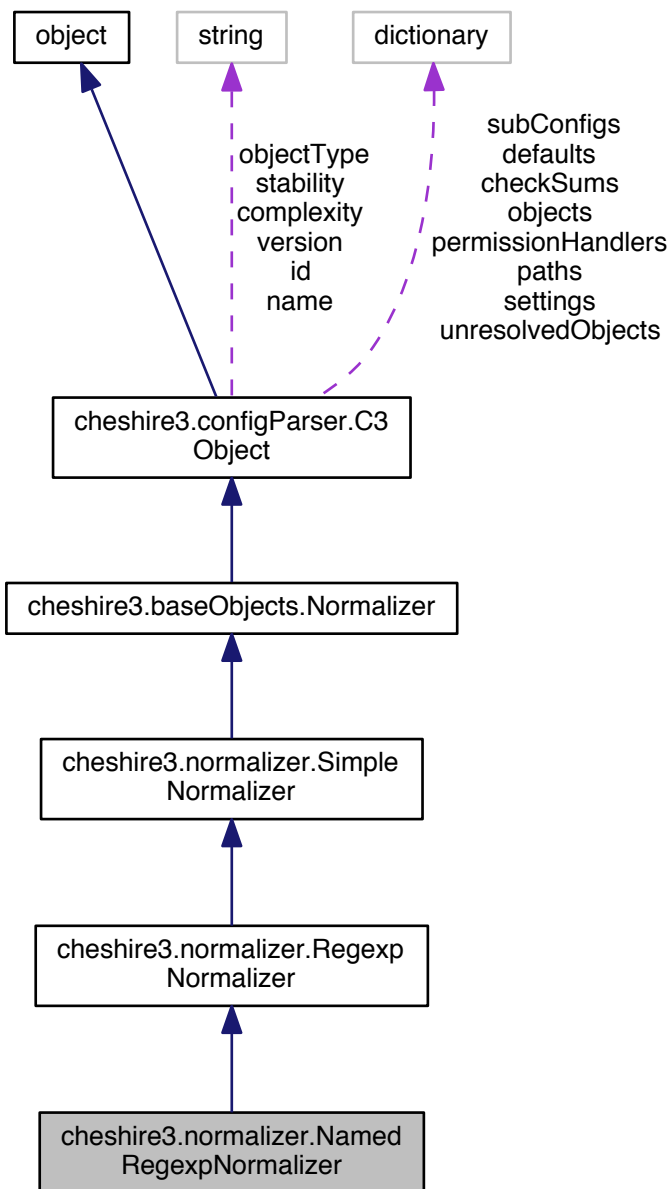 object
string
dictionary
objectType
stability
complexity
version
id
name
subConfigs
defaults
checkSums
objects
permissionHandlers
paths
settings
unresolvedObjects
cheshire3.configParser.C3
Object
cheshire3.baseObjects.Normalizer
cheshire3.normalizer.Simple
Normalizer
cheshire3.normalizer.Regexp
Normalizer
cheshire3.normalizer.Named
RegexpNormalizer